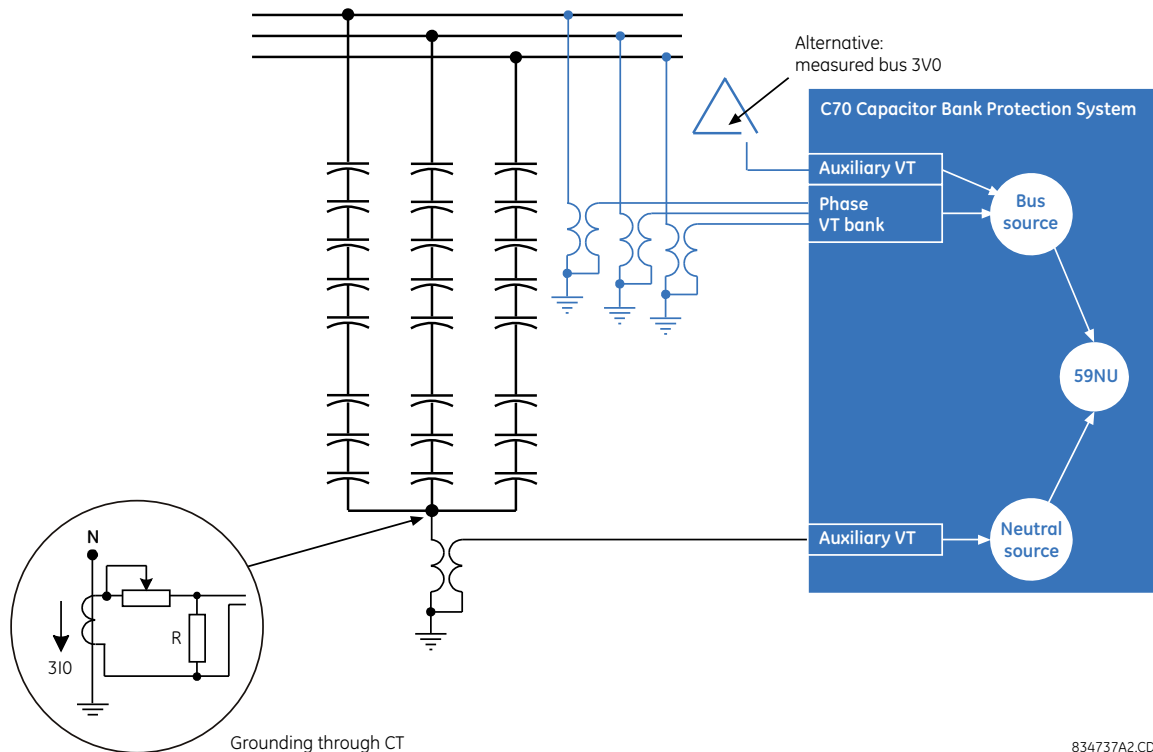 Alternative:
measured bus 3V0
C70 Capacitor Bank Protection System
Auxiliary VT
Phase
VT bank
Bus
source
59NU
Auxiliary VT
Neutral
source
N
R
3I0
Grounding through CT
834737A2.CD